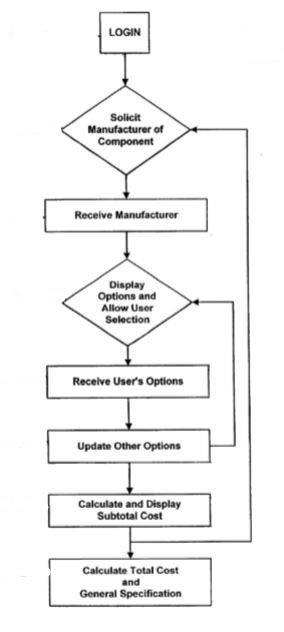 LOGIN
Solicit
Manufacturer of
Component
Receive Manufacturer
Display
Options and
Allow User
Selection
Receive User's Options
Update Other Options
Calculate and Display
Subtotal Cost
Calculate Total Cost
and
General Specification